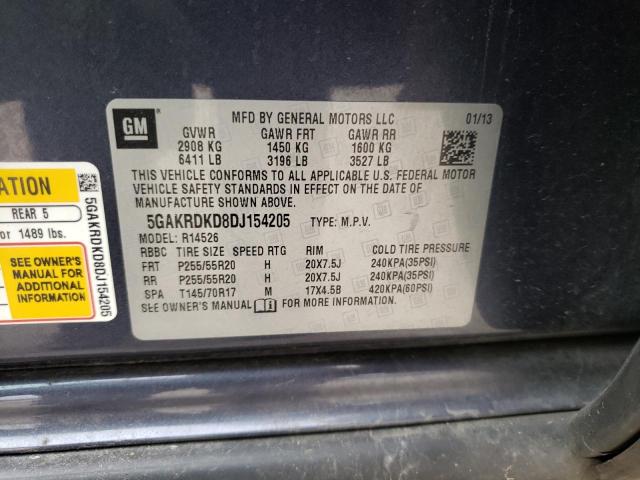 GM
MFD BY GENERAL MOTORS LLC 01/13
GVWR GAWR FRT GAWR RR
2908 KG 1450 KG 1600 KG
6411 LB 3196 LB 3527 LB
THIS VEHICLE CONFORMS TO ALL APPLICABLE U.S. FEDERAL MOTOR
VEHICLE SAFETY STANDARDS IN EFFECT ON THE DATE OF
MANUFACTURE SHOWN ABOVE.
5GAKRDKD8DJ154205 TYPE: M.P.V.
MODEL: R14526
RBBC TIRE SIZE SPEED RTG RIM COLD TIRE PRESSURE
FRT P255/55R20 H 20X7.5J 240KPA(35PSI)
RR P255/55R20 H 20X7.5J 240KPA(35PSI)
SPA T145/70R17 M 17X4.5B 420KPA(60PSI)
SEE OWNER'S MANUAL FOR MORE INFORMATION.
REAR 5
or 1489 lbs.
SEE OWNER'S
MANUAL FOR
ADDITIONAL
INFORMATION
5GAKRDKD8DJ154205